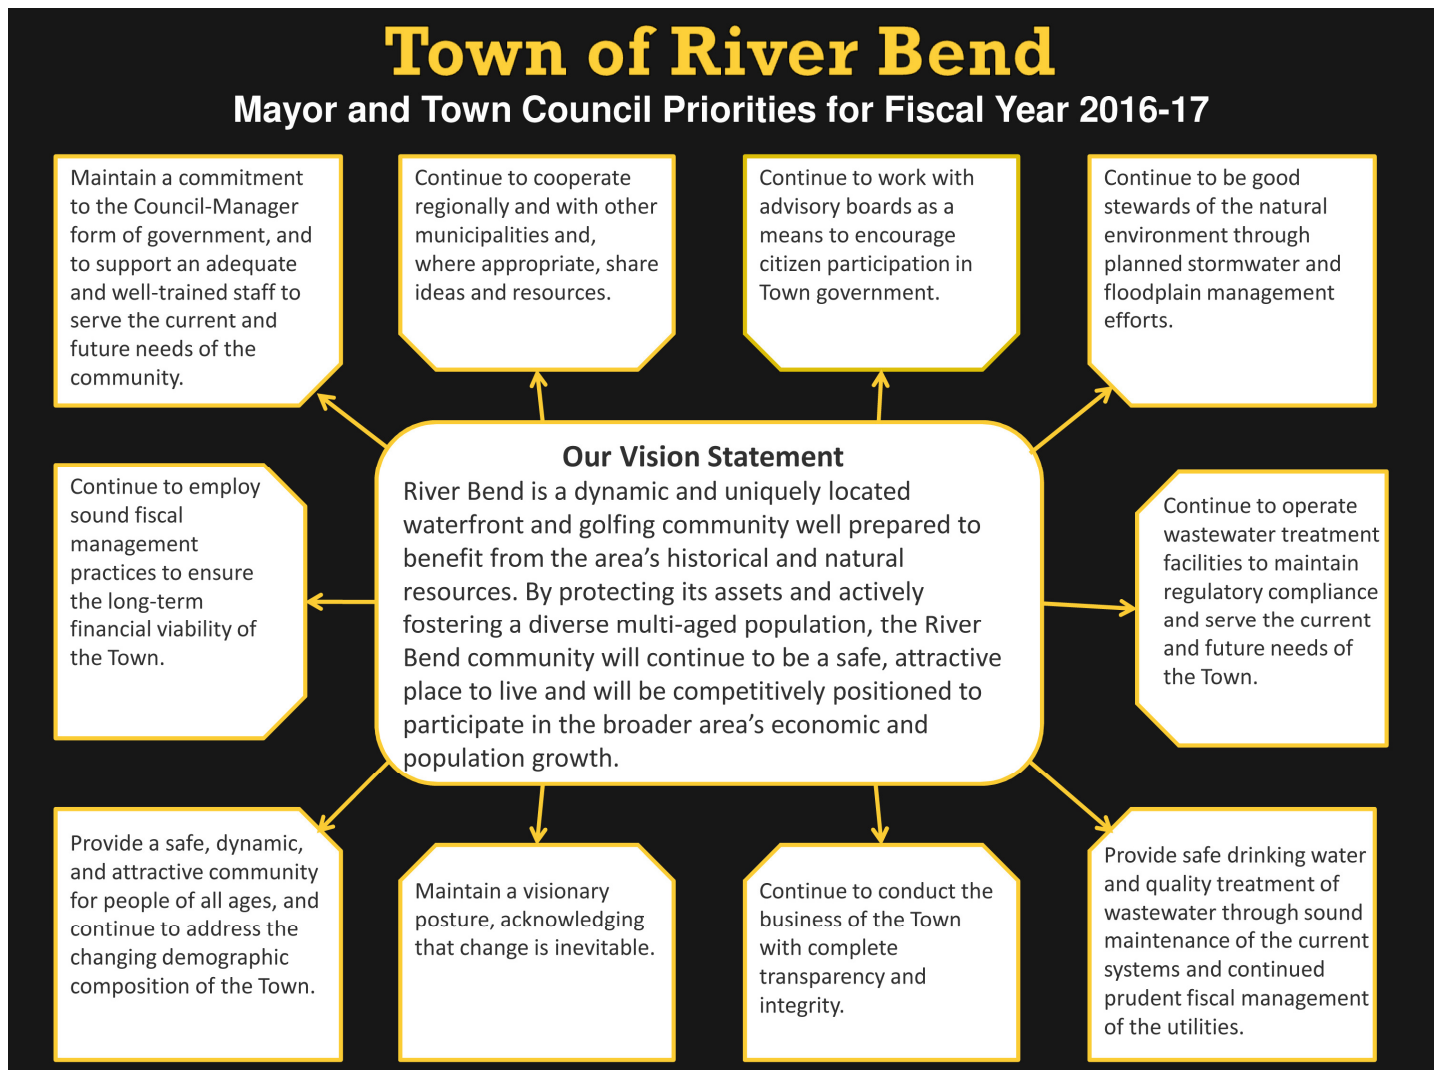 Town of River Bend
Mayor and Town Council Priorities for Fiscal Year 2016-17
Maintain a commitment
to the Council-Manager
form of government, and
to support an adequate
and well-trained staff to
serve the current and
future needs of the
community.
Continue to cooperate
regionally and with other
municipalities and,
where appropriate, share
ideas and resources.
Continue to work with
advisory boards as a
means to encourage
citizen participation in
Town government.
Continue to be good
stewards of the natural
environment through
planned stormwater and
floodplain management
efforts.
Continue to employ
sound fiscal
management
practices to ensure
the long-term
financial viability of
the Town.
Our Vision Statement
River Bend is a dynamic and uniquely located
waterfront and golfing community well prepared to
benefit from the area’s historical and natural
resources. By protecting its assets and actively
fostering a diverse multi-aged population, the River
Bend community will continue to be a safe, attractive
place to live and will be competitively positioned to
participate in the broader area’s economic and
population growth.
Continue to operate
wastewater treatment
facilities to maintain
regulatory compliance
and serve the current
and future needs of
the Town.
Provide a safe, dynamic,
and attractive community
for people of all ages, and
continue to address the
changing demographic
composition of the Town.
Maintain a visionary
posture, acknowledging
that change is inevitable.
Continue to conduct the
business of the Town
with complete
transparency and
integrity.
Provide safe drinking water
and quality treatment of
wastewater through sound
maintenance of the current
systems and continued
prudent fiscal management
of the utilities.